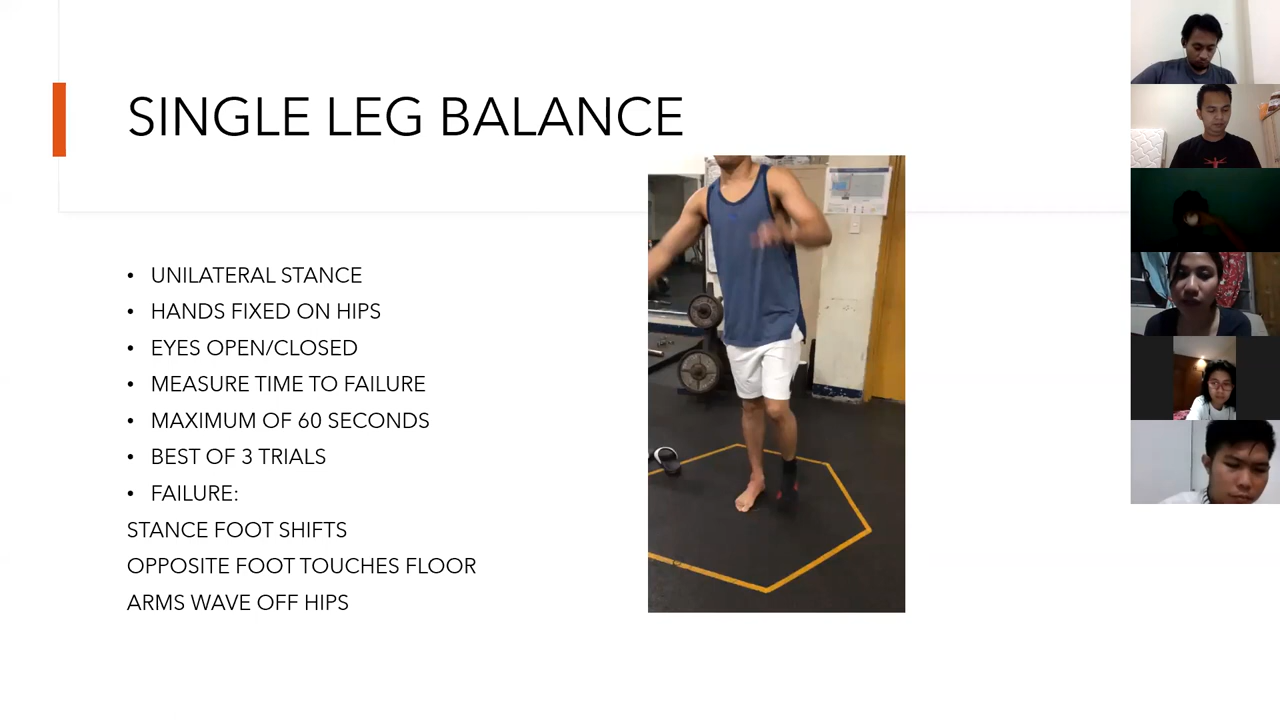 SINGLE LEG BALANCE
• UNILATERAL STANCE
• HANDS FIXED ON HIPS
• EYES OPEN/CLOSED
• MEASURE TIME TO FAILURE
• MAXIMUM OF 60 SECONDS
• BEST OF 3 TRIALS
• FAILURE:
STANCE FOOT SHIFTS
OPPOSITE FOOT TOUCHES FLOOR
ARMS WAVE OFF HIPS